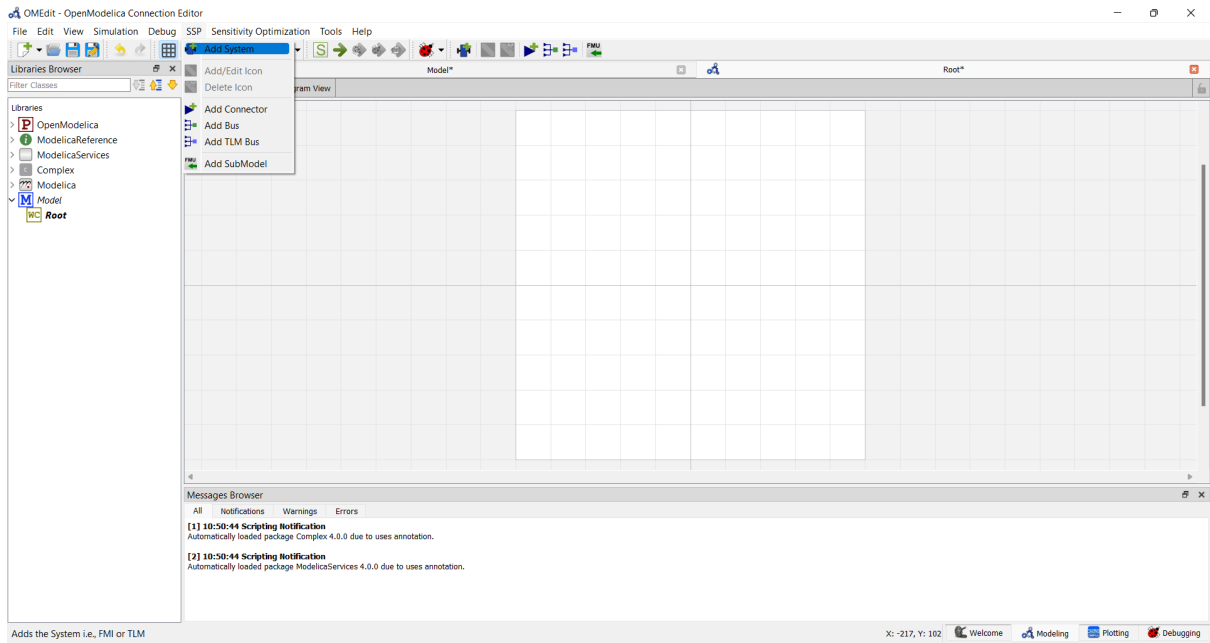 OMEdit - OpenModelica Connection Editor
File Edit View Simulation Debug SSP Sensitivity Optimization Tools Help
S
FMU
Libraries Browser
Filter Classes
Libraries
P OpenModelica
i ModelicaReference
ModelicaServices
C Complex
Modelica
M Model
WC Root
Add System
Add/Edit Icon
Delete Icon
Add Connector
Add Bus
Add TLM Bus
FMU Add SubModel
Model*
Root*
gram View
Messages Browser
All Notifications Warnings Errors
[1] 10:50:44 Scripting Notification
Automatically loaded package Complex 4.0.0 due to uses annotation.
[2] 10:50:44 Scripting Notification
Automatically loaded package ModelicaServices 4.0.0 due to uses annotation.
Adds the System i.e., FMI or TLM
X: -217, Y: 102 Welcome Modeling Plotting Debugging